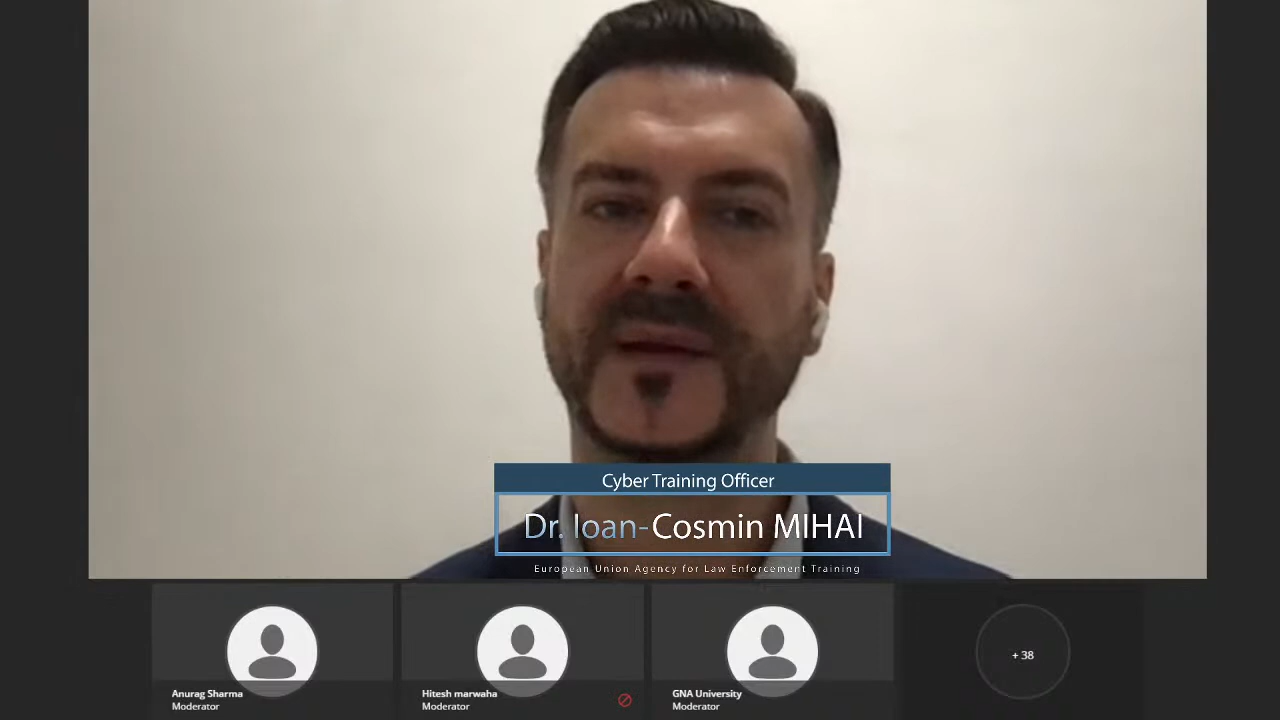 Cyber Training Officer
Dr. Ioan-Cosmin MIHAI
European Union Agency for Law Enforcement Training
Anurag Sharma
Moderator
Hitesh marwaha
Moderator
GNA University
Moderator
+ 38